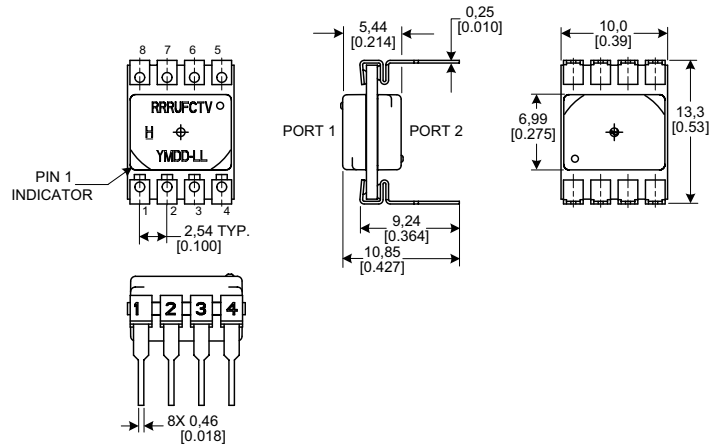 8 7 6 5
RRRUFCTV
H
YMDD-LL
PIN 1
INDICATOR
1 2 3 4
2,54 TYP.
[0.100]
5,44
[0.214]
0,25
[0.010]
PORT 1
PORT 2
9,24
[0.364]
10,85
[0.427]
10,0
[0.39]
6,99
[0.275]
13,3
[0.53]
1 2 3 4
8X 0,46
[0.018]